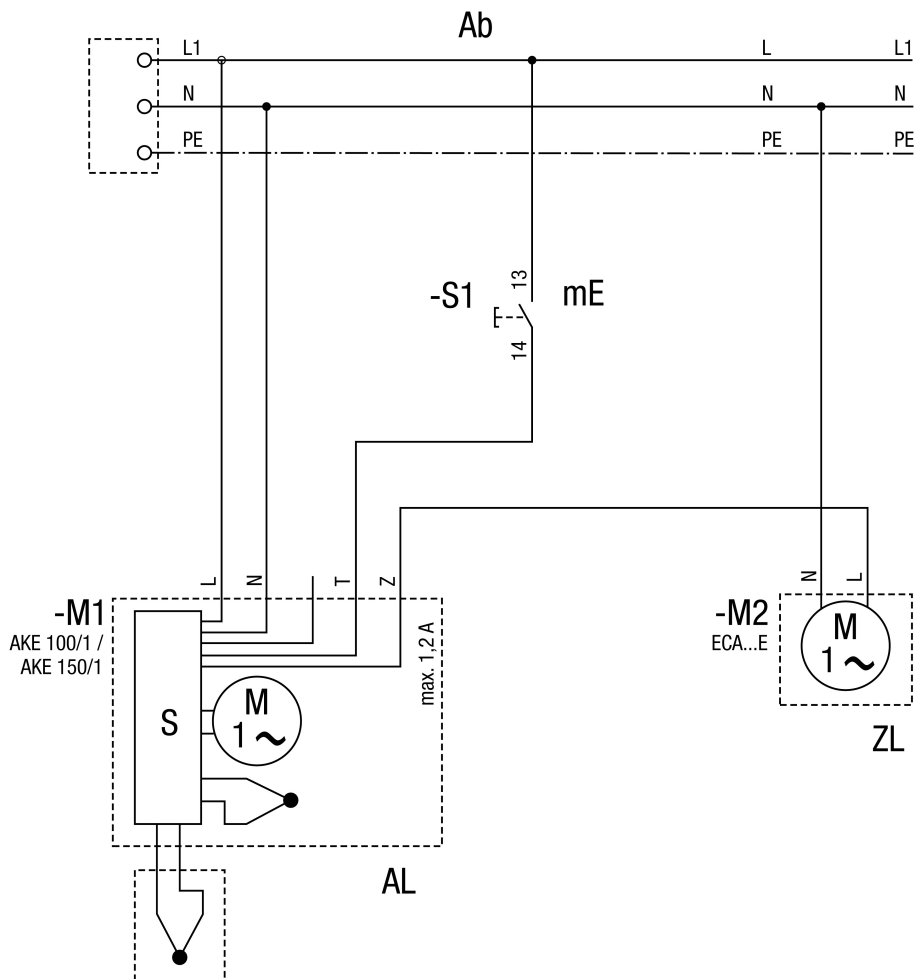 Ab
L1 L L1
N N N
PE PE PE
13
-S1 mE
14
L N T Z N L
-M1
AKE 100/1 /
AKE 150/1
max. 1,2 A
-M2
ECA...E
M
1 ~
M
1 ~
S
ZL
AL